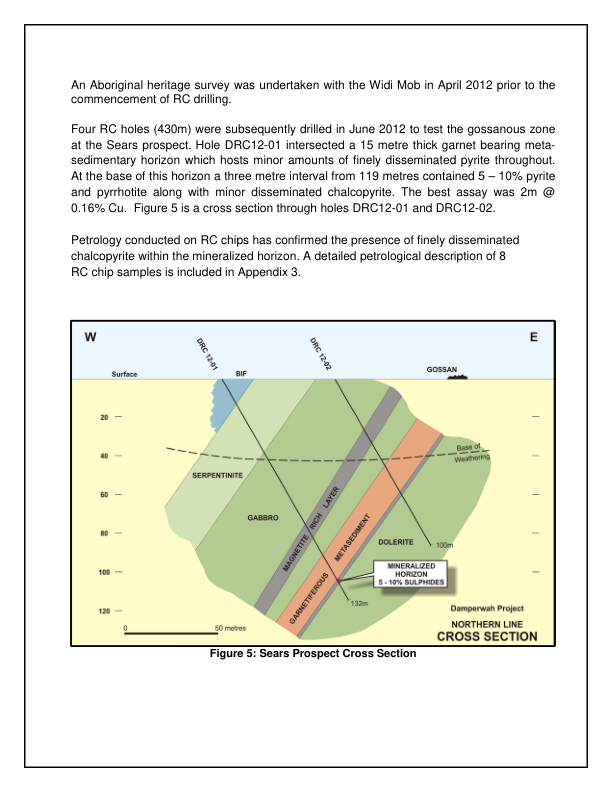 An Aboriginal heritage survey was undertaken with the Widi Mob in April 2012 prior to the
commencement of RC drilling.
Four RC holes (430m) were subsequently drilled in June 2012 to test the gossanous zone
at the Sears prospect. Hole DRC12-01 intersected a 15 metre thick garnet bearing meta-
sedimentary horizon which hosts minor amounts of finely disseminated pyrite throughout.
At the base of this horizon a three metre interval from 119 metres contained 5 – 10% pyrite
and pyrrhotite along with minor disseminated chalcopyrite. The best assay was 2m @
0.16% Cu.  Figure 5 is a cross section through holes DRC12-01 and DRC12-02.
Petrology conducted on RC chips has confirmed the presence of finely disseminated
chalcopyrite within the mineralized horizon. A detailed petrological description of 8
RC chip samples is included in Appendix 3.
W
E
DRC 12-01
DRC 12-02
Surface
BIF
GOSSAN
20
40
Base of
Weathering
SERPENTINITE
60
GABBRO
MAGNETITE RICH LAYER
80
GARNETIFEROUS METASEDIMENT
DOLERITE
100m
100
MINERALIZED
HORIZON
5 - 10% SULPHIDES
132m
120
Damperwah Project
0
50 metres
NORTHERN LINE
CROSS SECTION
Figure 5: Sears Prospect Cross Section